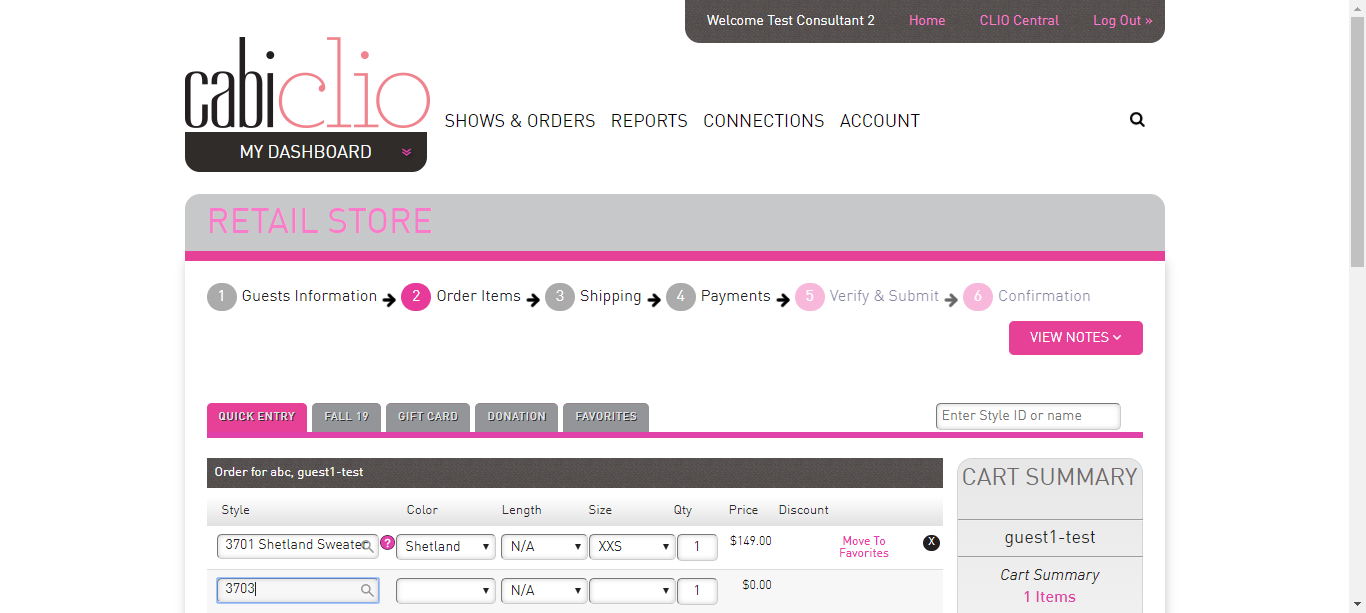 Welcome Test Consultant 2 Home CLIO Central Log Out »
cabi clio
SHOWS & ORDERS REPORTS CONNECTIONS ACCOUNT
MY DASHBOARD
RETAIL STORE
1 Guests Information 2 Order Items 3 Shipping 4 Payments 5 Verify & Submit 6 Confirmation
VIEW NOTES
QUICK ENTRY FALL 19 GIFT CARD DONATION FAVORITES Enter Style ID or name
Order for abc, guest1-test
CART SUMMARY
Style Color Length Size Qty Price Discount
guest1-test
3701 Shetland Sweater ? Shetland N/A XXS 1 $149.00 Move To
Favorites X
Cart Summary
3703 N/A 1 $0.00
1 Items